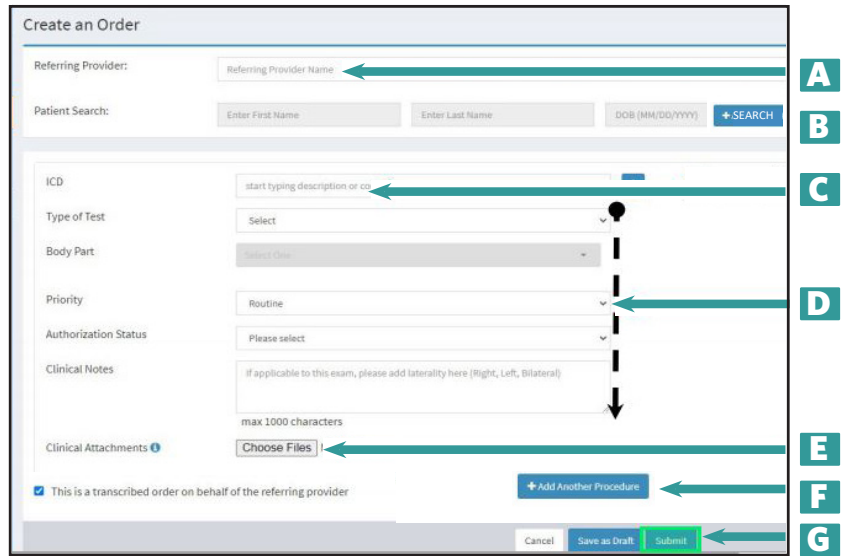 Create an Order
Referring Provider:
Referring Provider Name
A
Patient Search:
Enter First Name
Enter Last Name
DOB (MM/DD/YYYY)
+SEARCH
B
ICD
start typing description or co
C
Type of Test
Select
Body Part
Select One
Priority
Routine
D
Authorization Status
Please select
Clinical Notes
If applicable to this exam, please add laterality here (Right, Left, Bilateral)
max 1000 characters
Clinical Attachments
Choose Files
E
This is a transcribed order on behalf of the referring provider
+ Add Another Procedure
F
Cancel
Save as Draft
Submit
G